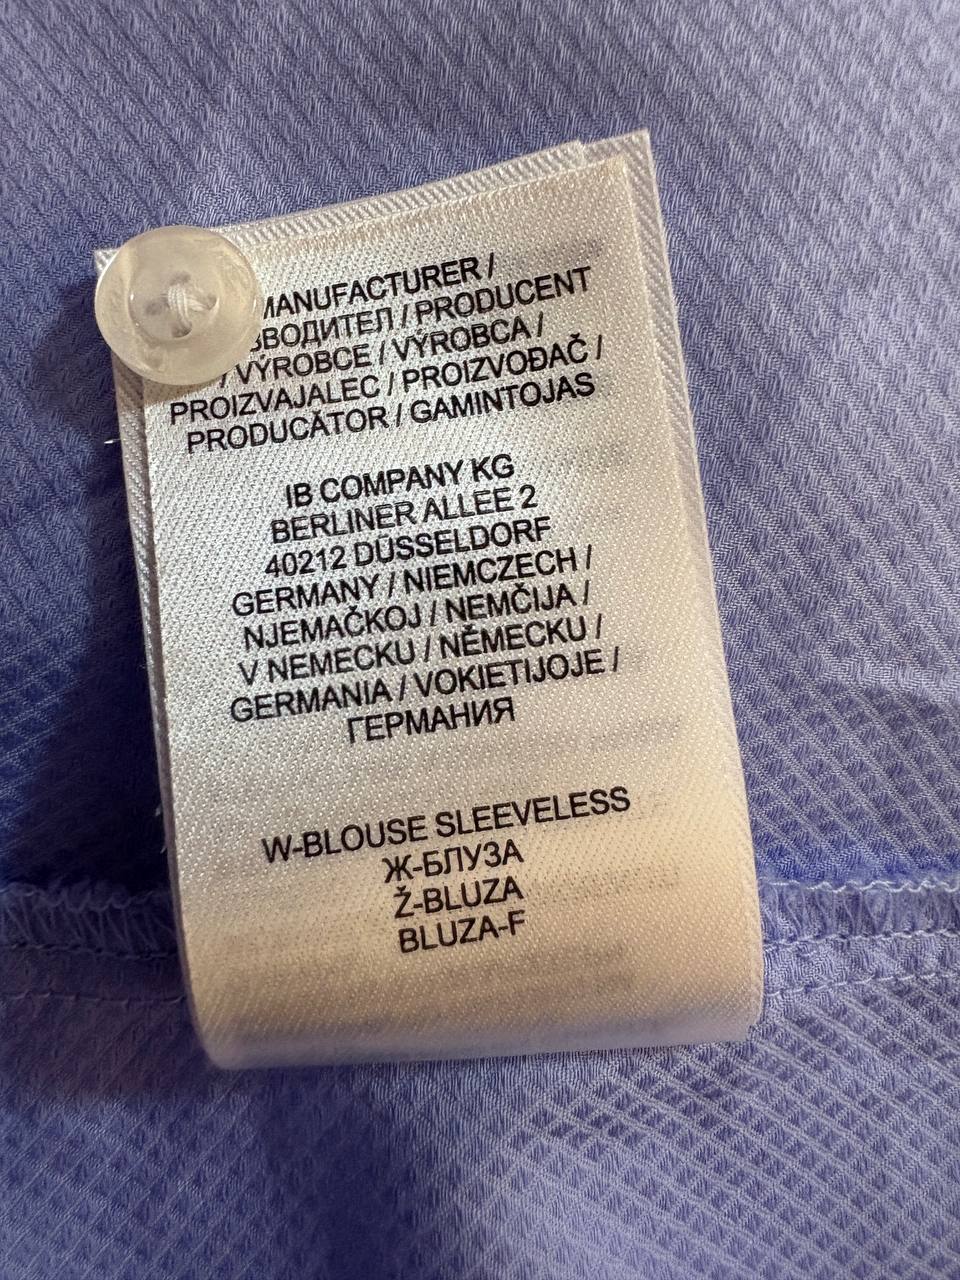 MANUFACTURER /
/ PRODUCENT
/ VÝROBCE / VÝROBCA /
PROIZVAJALEC / PROIZVOĐAČ /
PRODUCĂTOR / GAMINTOJAS
IB COMPANY KG
BERLINER ALLEE 2
40212 DÜSSELDORF
GERMANY / NIEMCZECH /
NJEMAČKOJ / NEMČIJA /
V NEMECKU / NĚMECKU /
GERMANIA / VOKIETIJOJE /
ГЕРМАНИЯ
W-BLOUSE SLEEVELESS
Ж-БЛУЗА
Ž-BLUZA
BLUZA-F